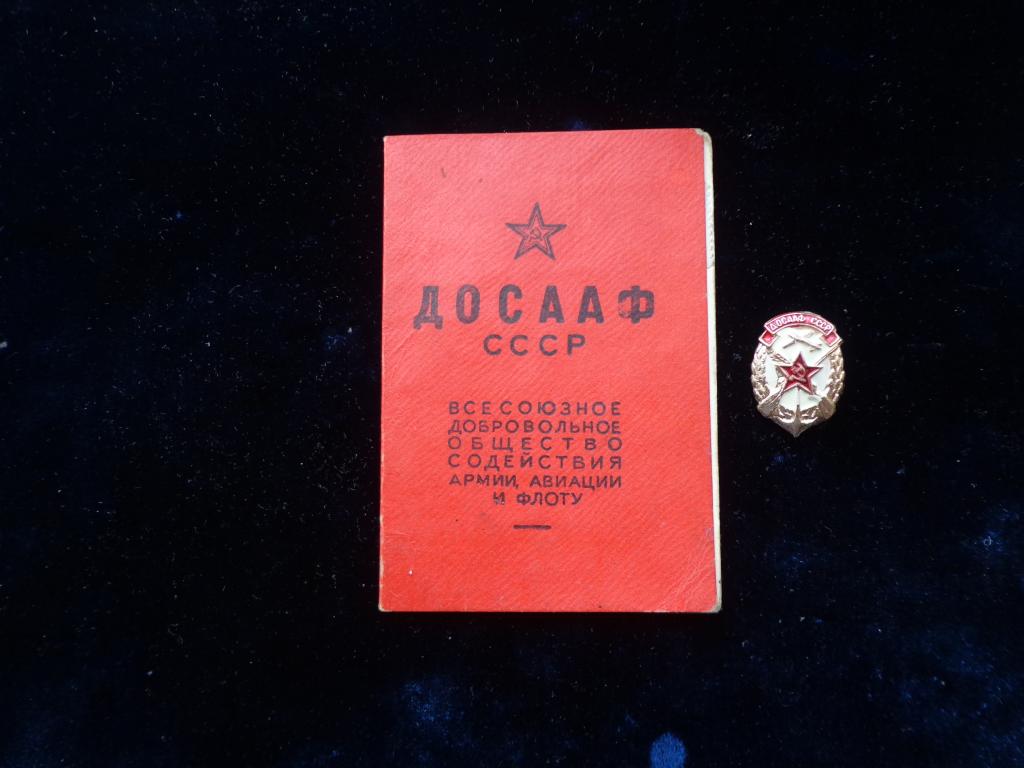 ДОСААФ
СССР
ВСЕСОЮЗНОЕ
ДОБРОВОЛЬНОЕ
ОБЩЕСТВО
СОДЕЙСТВИЯ
АРМИИ, АВИАЦИИ
И ФЛОТУ
ДОСААФ СССР